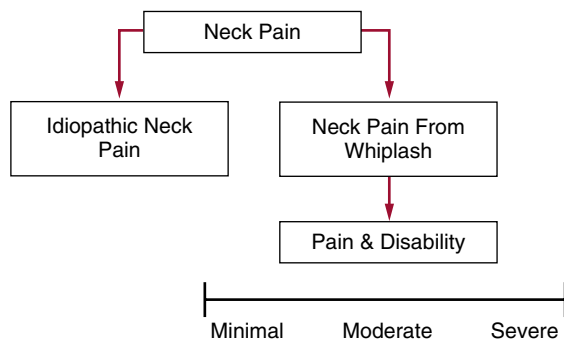 Neck Pain
Idiopathic Neck
Pain
Neck Pain From
Whiplash
Pain & Disability
Minimal Moderate Severe